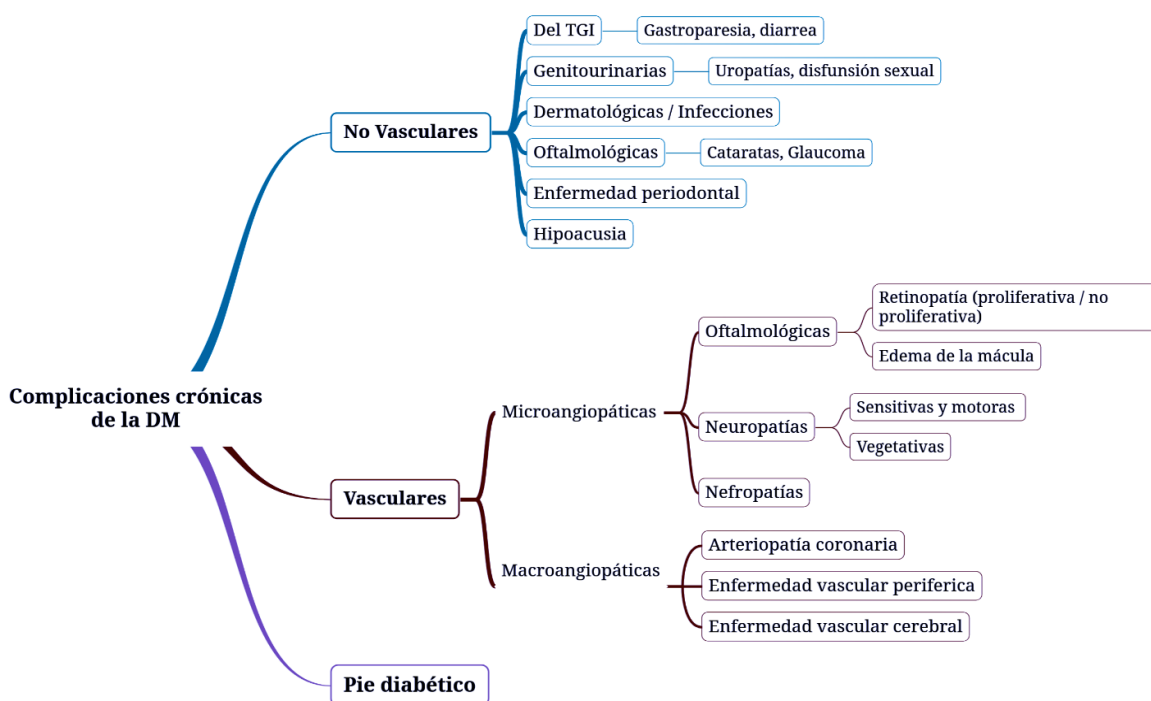 Complicaciones crónicas
de la DM
No Vasculares
Del TGI
Gastroparesia, diarrea
Genitourinarias
Uropatías, disfunsión sexual
Dermatológicas / Infecciones
Oftalmológicas
Cataratas, Glaucoma
Enfermedad periodontal
Hipoacusia
Vasculares
Microangiopáticas
Oftalmológicas
Retinopatía (proliferativa / no
proliferativa)
Edema de la mácula
Neuropatías
Sensitivas y motoras
Vegetativas
Nefropatías
Macroangiopáticas
Arteriopatía coronaria
Enfermedad vascular periferica
Enfermedad vascular cerebral
Pie diabético